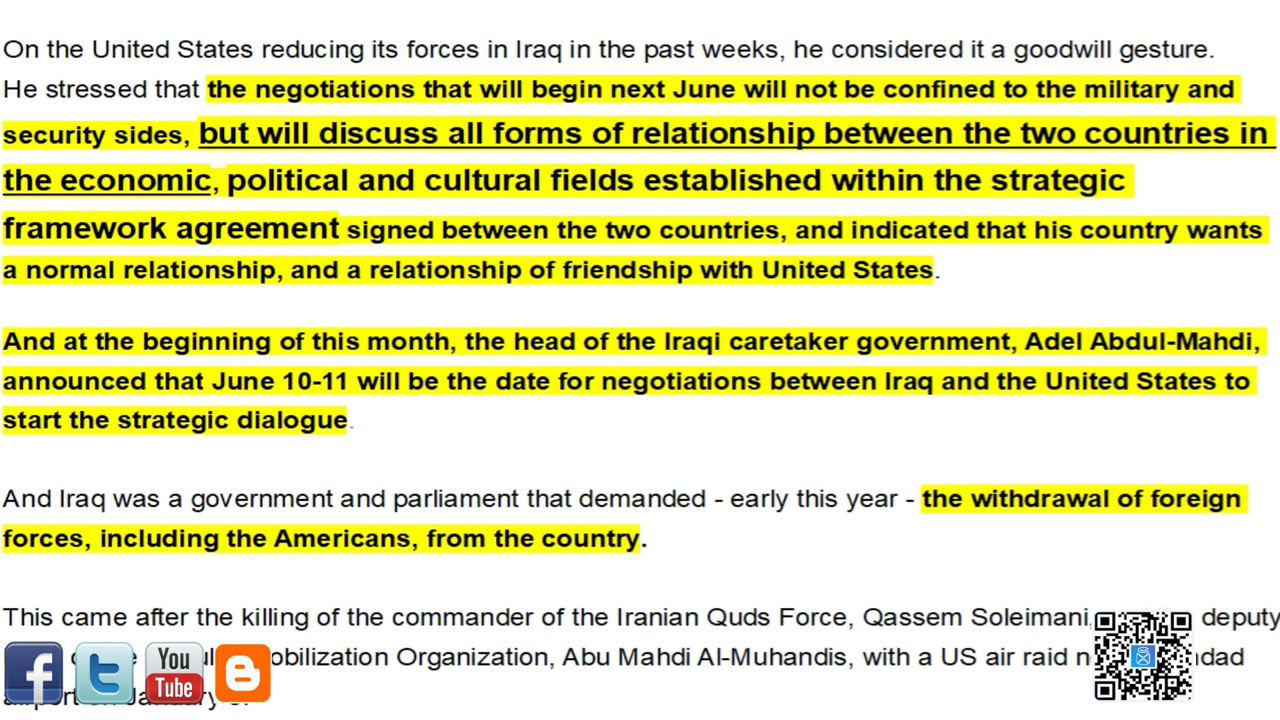 On the United States reducing its forces in Iraq in the past weeks, he considered it a goodwill gesture.
He stressed that the negotiations that will begin next June will not be confined to the military and
security sides, but will discuss all forms of relationship between the two countries in
the economic, political and cultural fields established within the strategic
framework agreement signed between the two countries, and indicated that his country wants
a normal relationship, and a relationship of friendship with United States.
And at the beginning of this month, the head of the Iraqi caretaker government, Adel Abdul-Mahdi,
announced that June 10-11 will be the date for negotiations between Iraq and the United States to
start the strategic dialogue.
And Iraq was a government and parliament that demanded - early this year - the withdrawal of foreign
forces, including the Americans, from the country.
This came after the killing of the commander of the Iranian Quds Force, Qassem Soleimani, deputy
Organization, Abu Mahdi Al-Muhandis, with a US air raid
You Tube